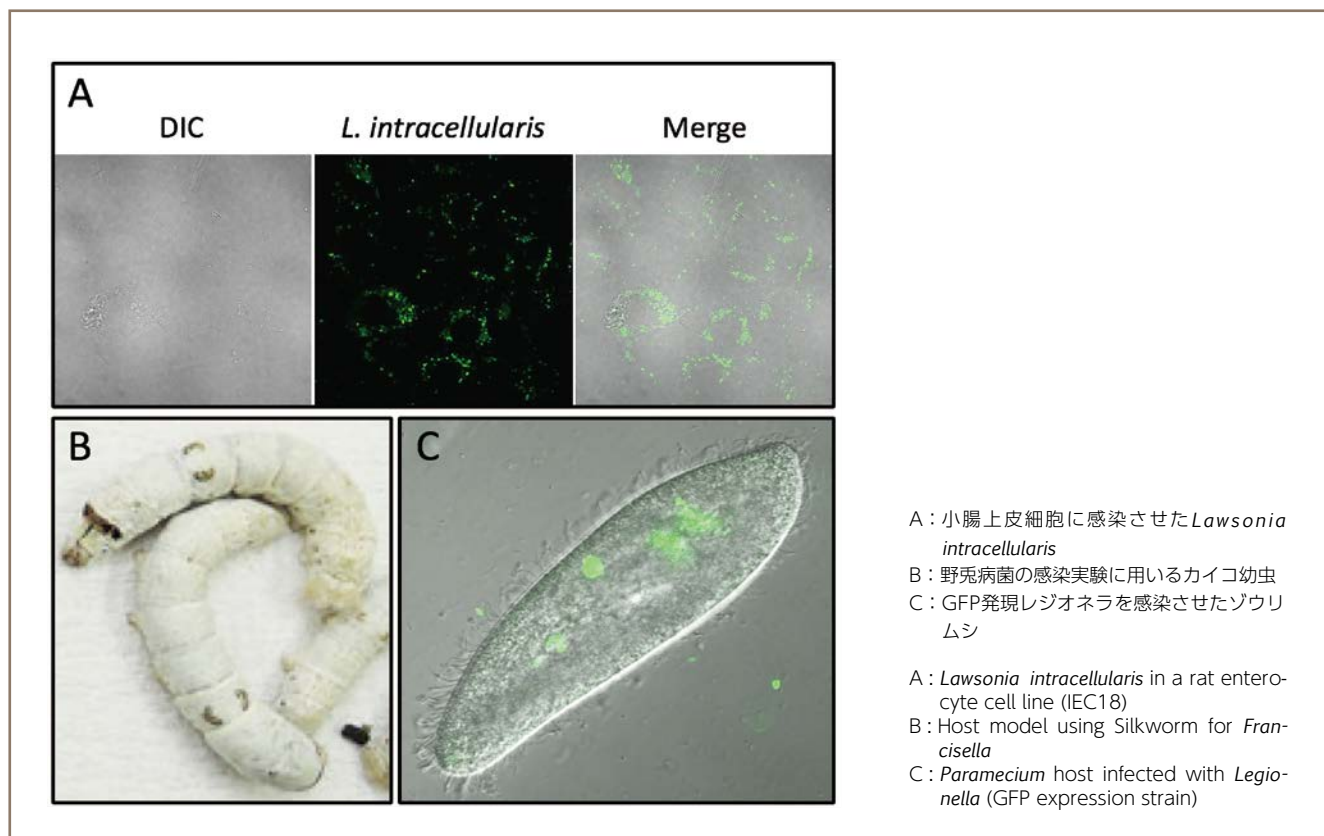 A
DIC
L. intracellularis
Merge
B
C
A：小腸上皮細胞に感染させたLawsonia
intracellularis
B：野兎病菌の感染実験に用いるカイコ幼虫
C：GFP発現レジオネラを感染させたゾウリ
ムシ
A : Lawsonia intracellularis in a rat entero-
cyte cell line (IEC18)
B : Host model using Silkworm for Fran-
cisella
C : Paramecium host infected with Legio-
nella (GFP expression strain)